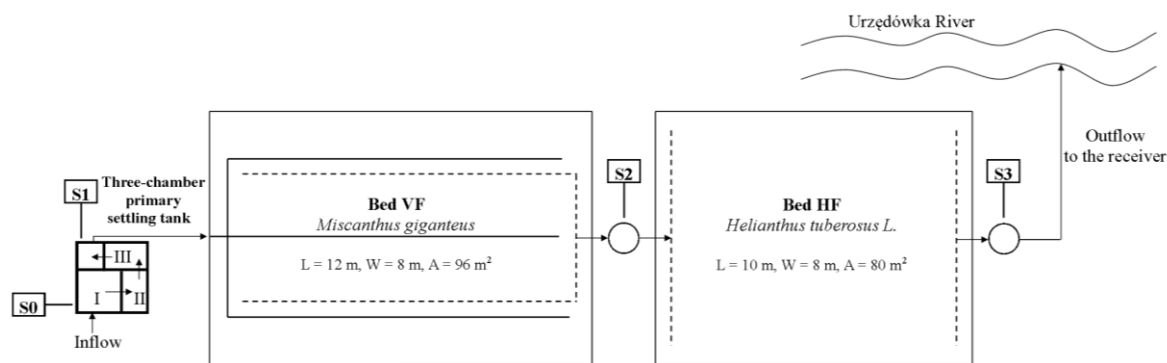 Urzędówka River
Outflow
to the receiver
S1
Three-chamber
primary
settling tank
III
I
II
S0
Inflow
Bed VF
Miscanthus giganteus
L = 12 m, W = 8 m, A = 96 m²
S2
Bed HF
Helianthus tuberosus L.
L = 10 m, W = 8 m, A = 80 m²
S3